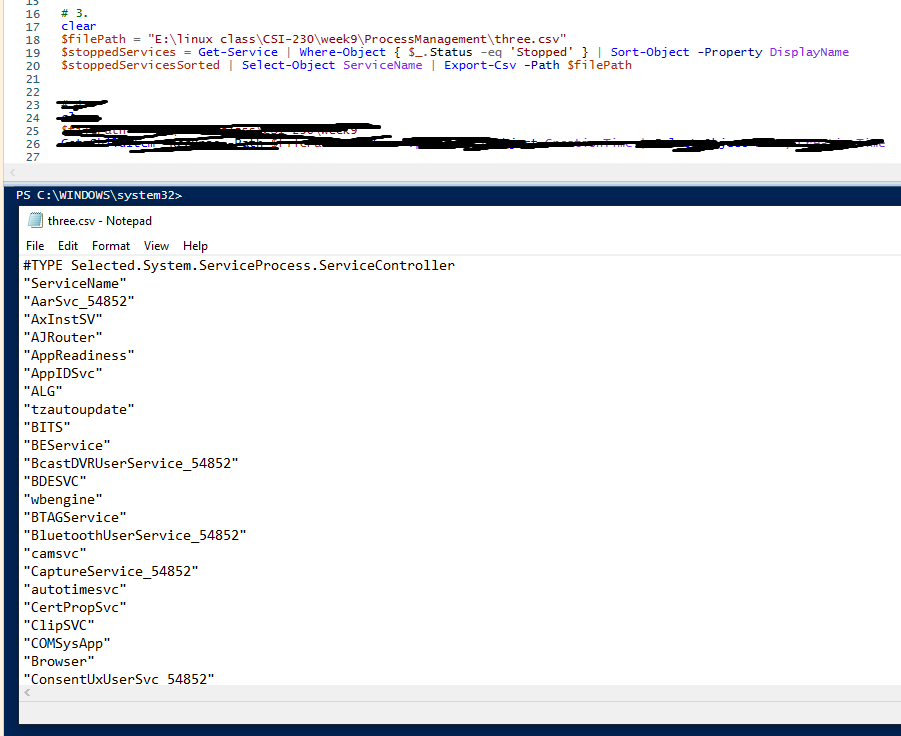 15
16 # 3.
17 clear
18 $filePath = "E:\linux class\CSI-230\week9\ProcessManagement\three.csv"
19 $stoppedServices = Get-Service | Where-Object { $_.Status -eq 'Stopped' } | Sort-Object -Property DisplayName
20 $stoppedServicesSorted | Select-Object ServiceName | Export-Csv -Path $filePath
21
22
23
24
25
26
27
PS C:\WINDOWS\system32>
three.csv - Notepad
File Edit Format View Help
#TYPE Selected.System.ServiceProcess.ServiceController
"ServiceName"
"AarSvc_54852"
"AxInstSV"
"AJRouter"
"AppReadiness"
"AppIDSvc"
"ALG"
"tzautoupdate"
"BITS"
"BEService"
"BcastDVRUserService_54852"
"BDESVC"
"wbengine"
"BTAGService"
"BluetoothUserService_54852"
"camsvc"
"CaptureService_54852"
"autotimesvc"
"CertPropSvc"
"ClipSVC"
"COMSysApp"
"Browser"
"ConsentUxUserSvc_54852"